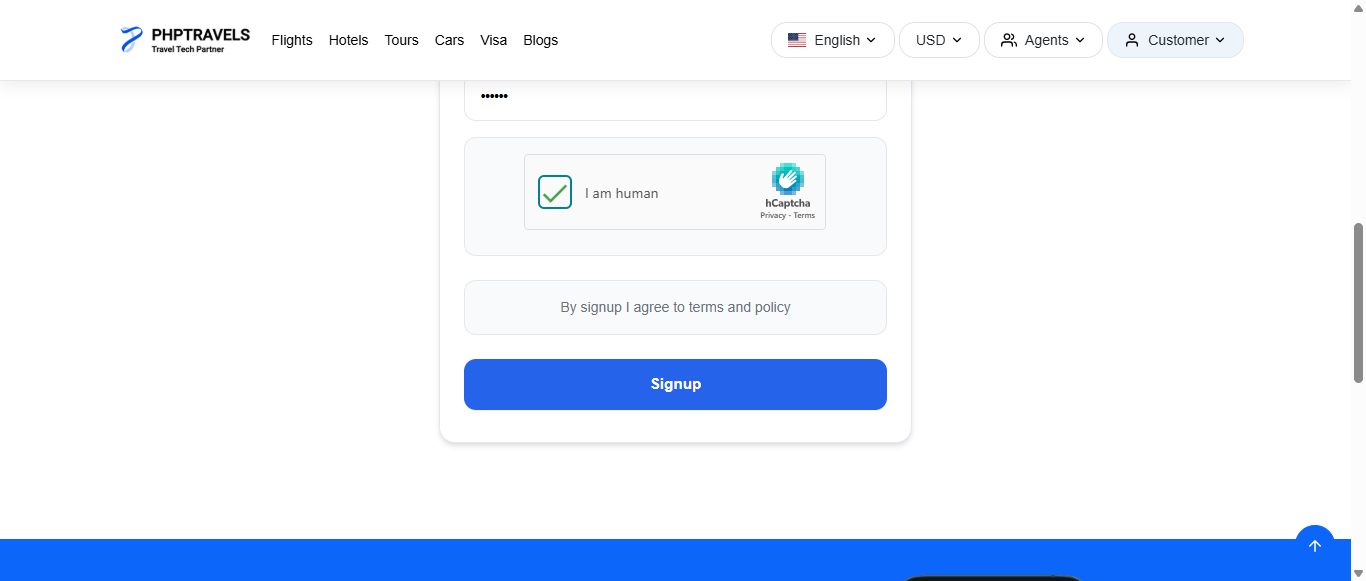 PHPTRAVELS
Travel Tech Partner
Flights Hotels Tours Cars Visa Blogs
English USD Agents Customer
••••••
I am human
hCaptcha
Privacy - Terms
By signup I agree to terms and policy
Signup